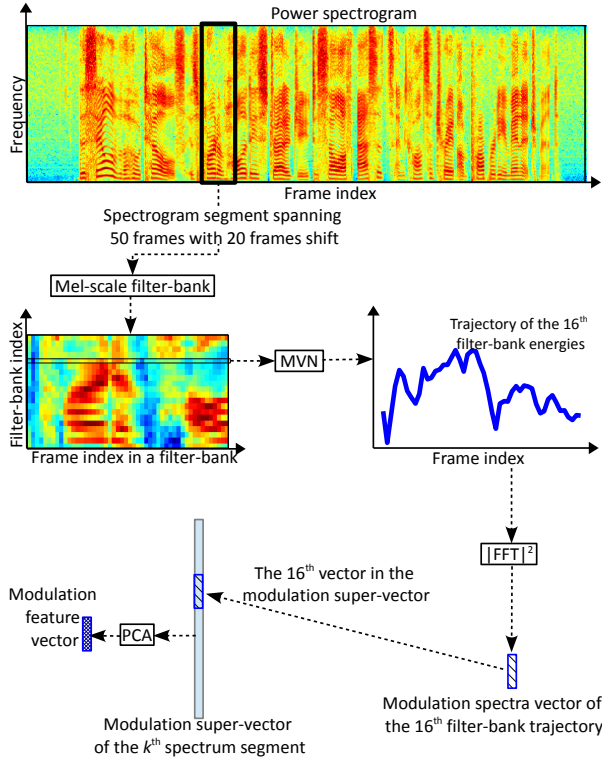 Power spectrogram
Frequency
Frame index
Spectrogram segment spanning
50 frames with 20 frames shift
Mel-scale filter-bank
Filter-bank index
Frame index in a filter-bank
MVN
Trajectory of the 16th
filter-bank energies
Frame index
|FFT|²
The 16th vector in the
modulation super-vector
Modulation
feature
vector
PCA
Modulation super-vector
of the kth spectrum segment
Modulation spectra vector of
the 16th filter-bank trajectory